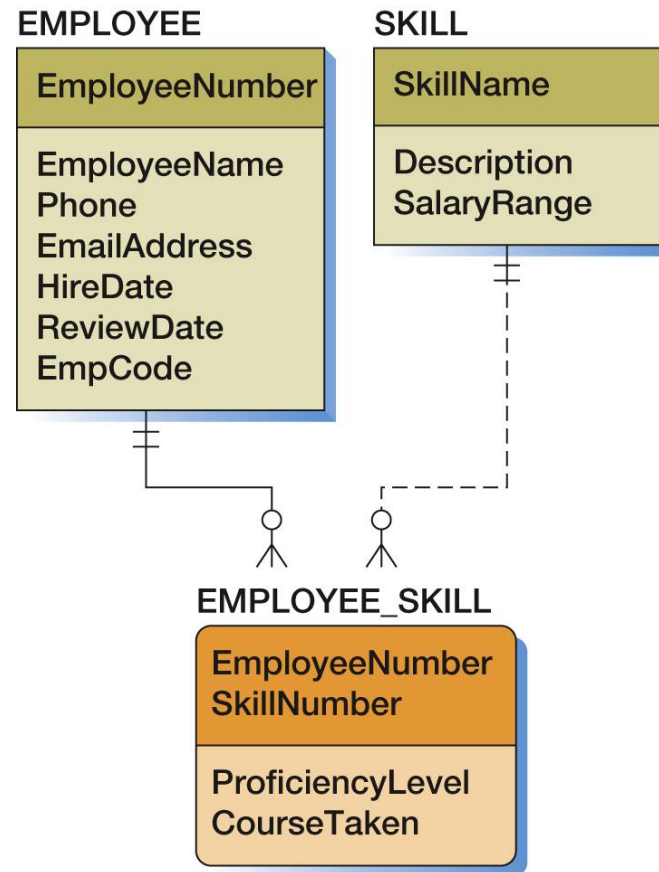 EMPLOYEE
EmployeeNumber
EmployeeName
Phone
EmailAddress
HireDate
ReviewDate
EmpCode
SKILL
SkillName
Description
SalaryRange
EMPLOYEE_SKILL
EmployeeNumber
SkillNumber
ProficiencyLevel
CourseTaken